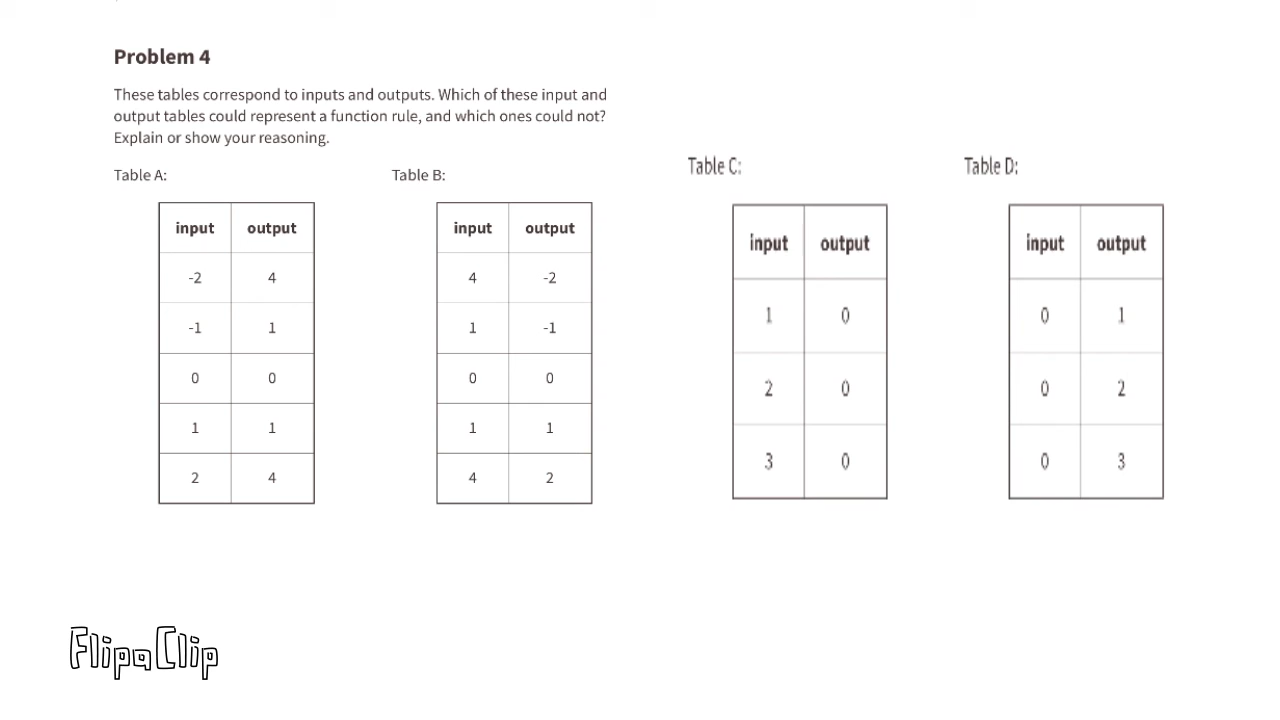 Problem 4
These tables correspond to inputs and outputs. Which of these input and
output tables could represent a function rule, and which ones could not?
Explain or show your reasoning.
Table A:
input output
-2 4
-1 1
0 0
1 1
2 4
Table B:
input output
4 -2
1 -1
0 0
1 1
4 2
Table C:
input output
1 0
2 0
3 0
Table D:
input output
0 1
0 2
0 3
FlipaClip